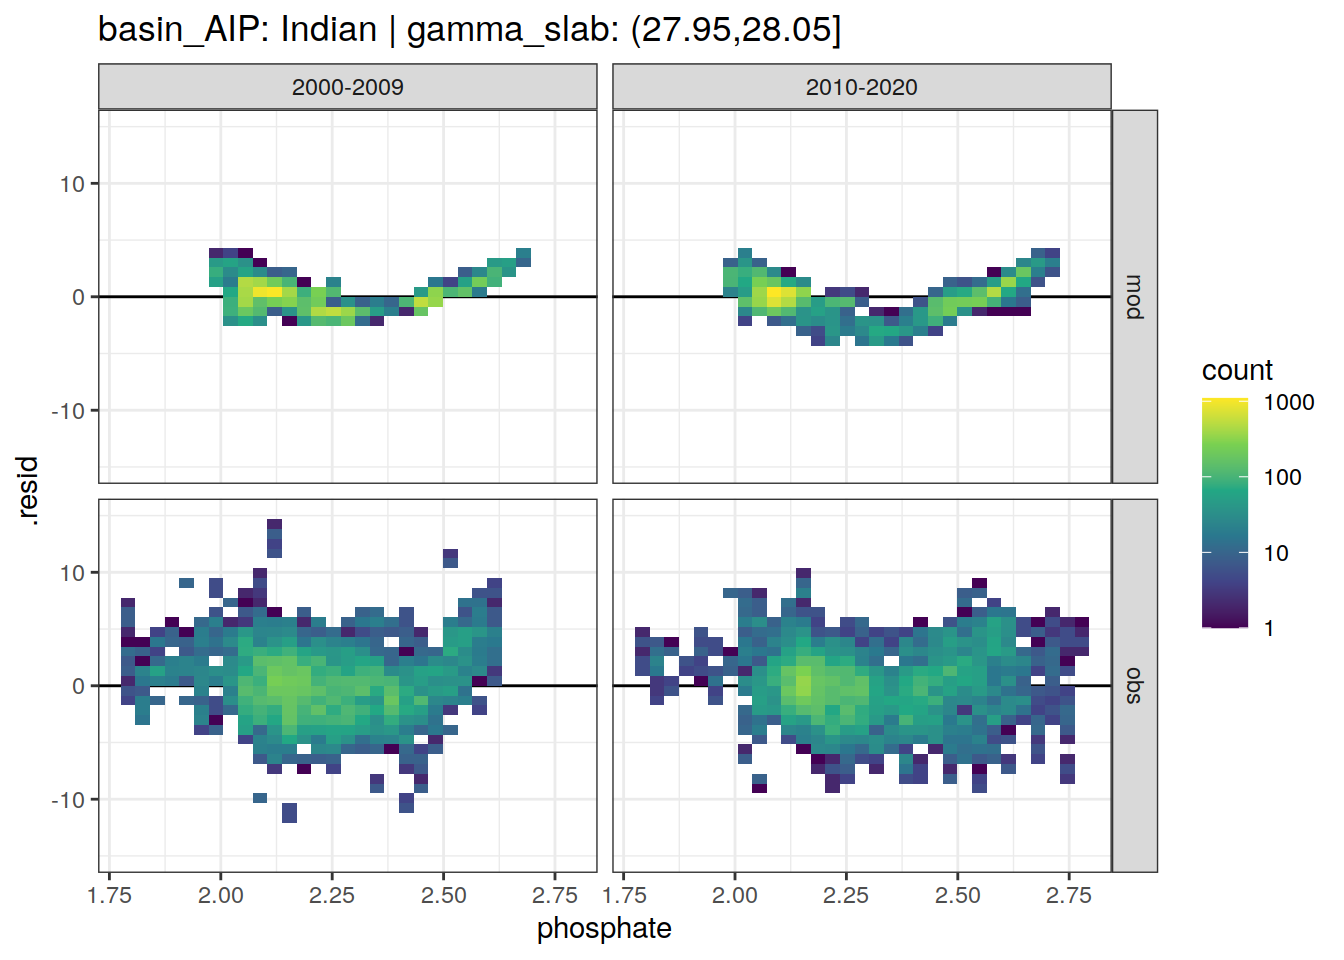 basin_AIP: Indian | gamma_slab: (27.95,28.05]
2000-2009 2010-2020
10
0
-10
mod
10
0
-10
obs
.resid
1.75 2.00 2.25 2.50 2.75 1.75 2.00 2.25 2.50 2.75
phosphate
count
1000
100
10
1